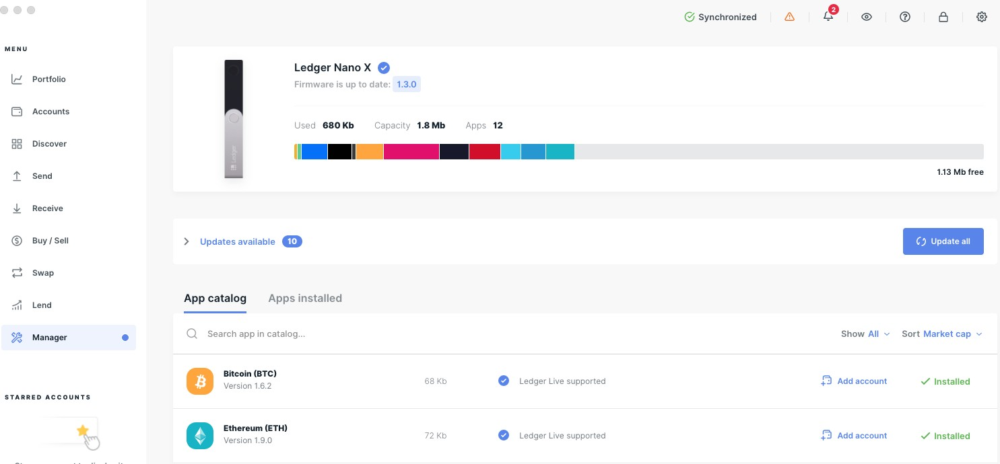 Synchronized
2
MENU
Portfolio
Accounts
Discover
Send
Receive
Buy / Sell
Swap
Lend
Manager
STARRED ACCOUNTS
Ledger Nano X
Firmware is up to date: 1.3.0
Used 680 Kb Capacity 1.8 Mb Apps 12
Ledger
1.13 Mb free
Updates available 10
Update all
App catalog Apps installed
Search app in catalog...
Show All Sort Market cap
Bitcoin (BTC)
Version 1.6.2
68 Kb
Ledger Live supported
Add account
Installed
Ethereum (ETH)
Version 1.9.0
72 Kb
Ledger Live supported
Add account
Installed